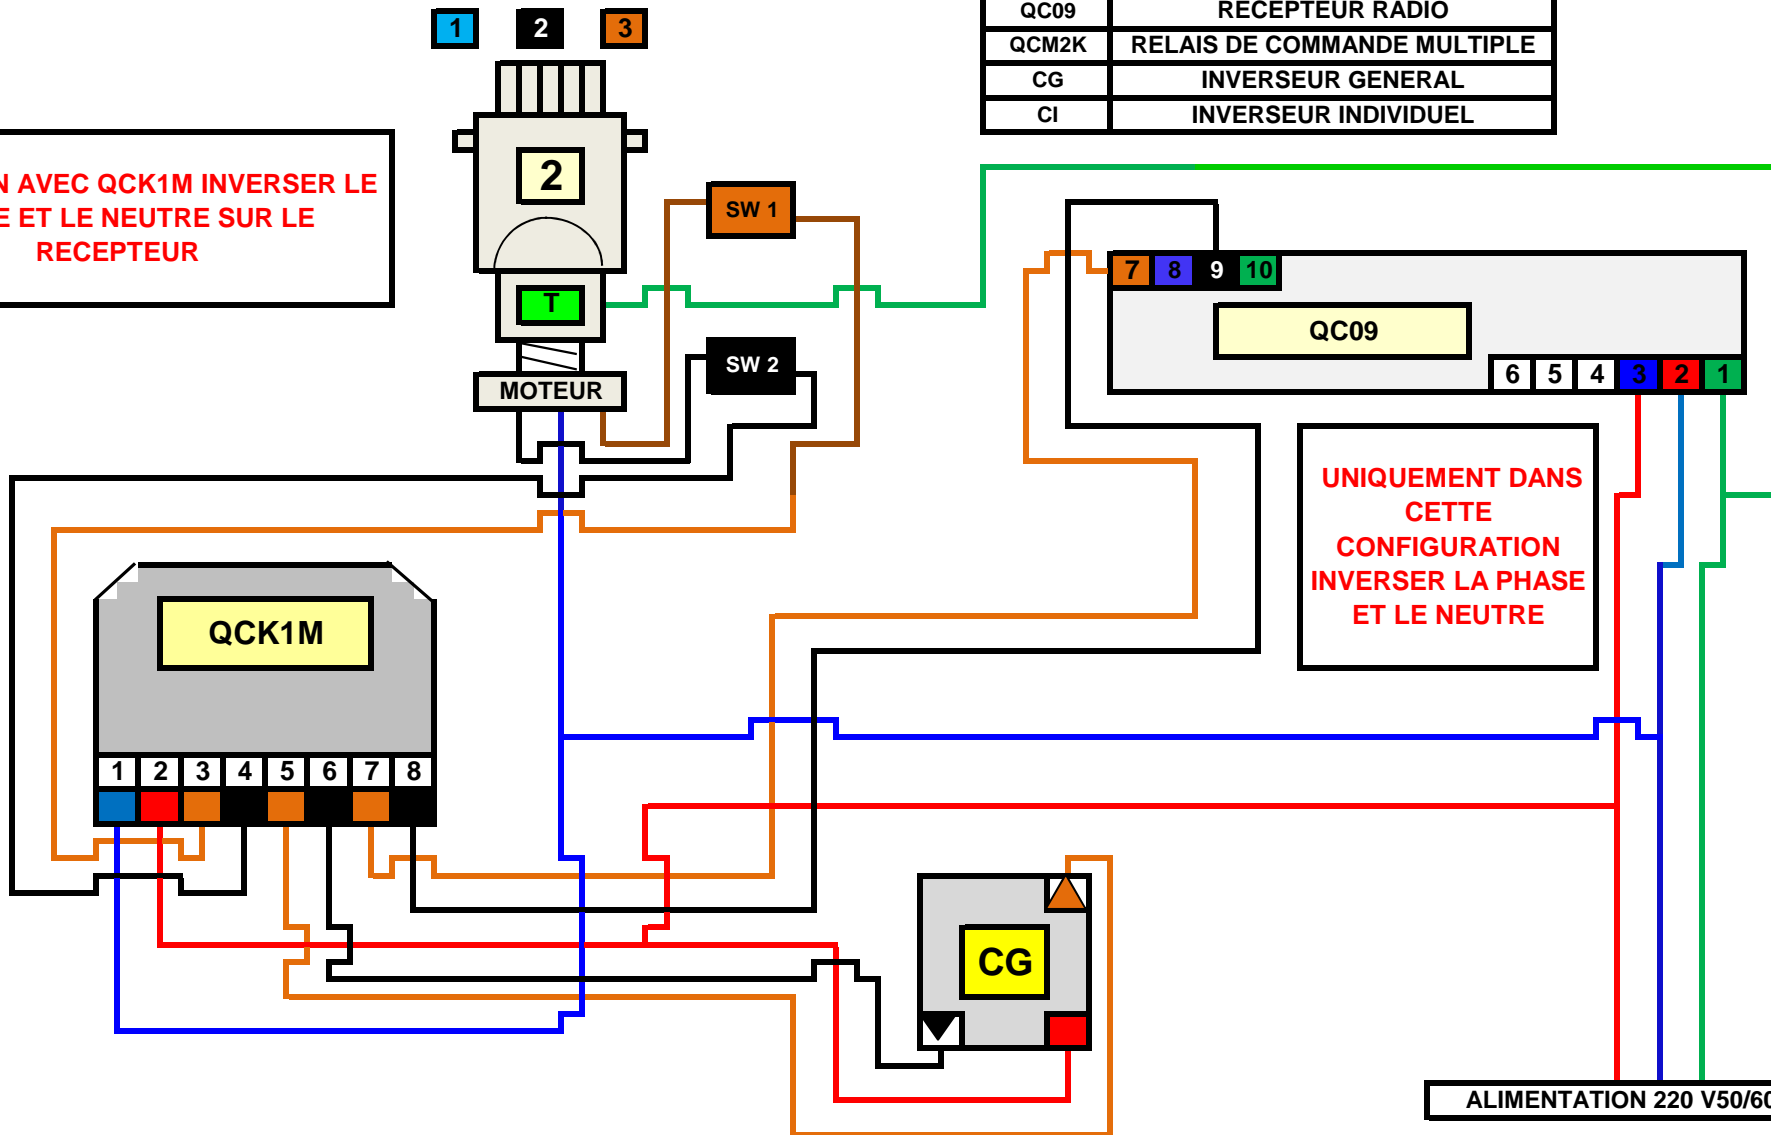 1 2 3
QC09 RECEPTEUR RADIO
QCM2K RELAIS DE COMMANDE MULTIPLE
CG INVERSEUR GENERAL
CI INVERSEUR INDIVIDUEL
AVEC QCK1M INVERSER LE
ET LE NEUTRE SUR LE
RECEPTEUR
2
SW 1
T
SW 2
MOTEUR
7 8 9 10
QC09
6 5 4 3 2 1
UNIQUEMENT DANS
CETTE
CONFIGURATION
INVERSER LA PHASE
ET LE NEUTRE
QCK1M
1 2 3 4 5 6 7 8
CG
ALIMENTATION 220 V50/60